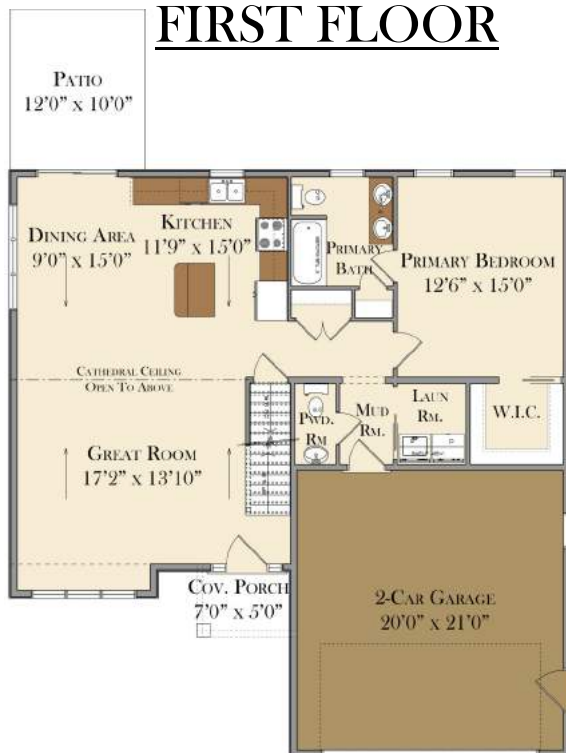 FIRST FLOOR
PATIO
12'0" x 10'0"
DINING AREA
9'0" x 15'0"
KITCHEN
11'9" x 15'0"
PRIMARY
BATH
PRIMARY BEDROOM
12'6" x 15'0"
CATHEDRAL CEILING
OPEN TO ABOVE
GREAT ROOM
17'2" x 13'10"
PWD.
RM
MUD
RM.
LAUN
RM.
W.I.C.
COV. PORCH
7'0" x 5'0"
2-CAR GARAGE
20'0" x 21'0"